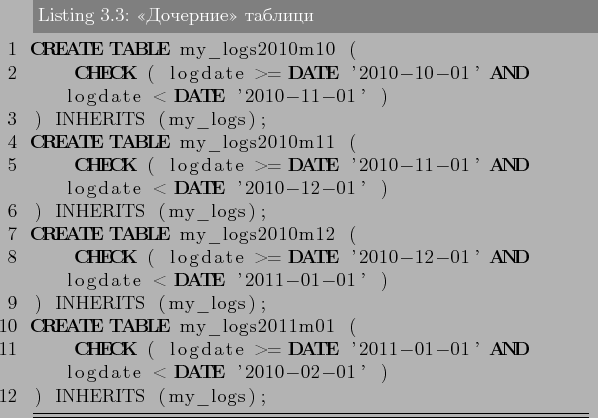 Listing 3.3: «Дочерние» таблици
1 CREATE TABLE my_logs2010m10 (
2 CHECK ( logdate >= DATE '2010-10-01' AND
logdate < DATE '2010-11-01' )
3 ) INHERITS (my_logs);
4 CREATE TABLE my_logs2010m11 (
5 CHECK ( logdate >= DATE '2010-11-01' AND
logdate < DATE '2010-12-01' )
6 ) INHERITS (my_logs);
7 CREATE TABLE my_logs2010m12 (
8 CHECK ( logdate >= DATE '2010-12-01' AND
logdate < DATE '2011-01-01' )
9 ) INHERITS (my_logs);
10 CREATE TABLE my_logs2011m01 (
11 CHECK ( logdate >= DATE '2011-01-01' AND
logdate < DATE '2010-02-01' )
12 ) INHERITS (my_logs);